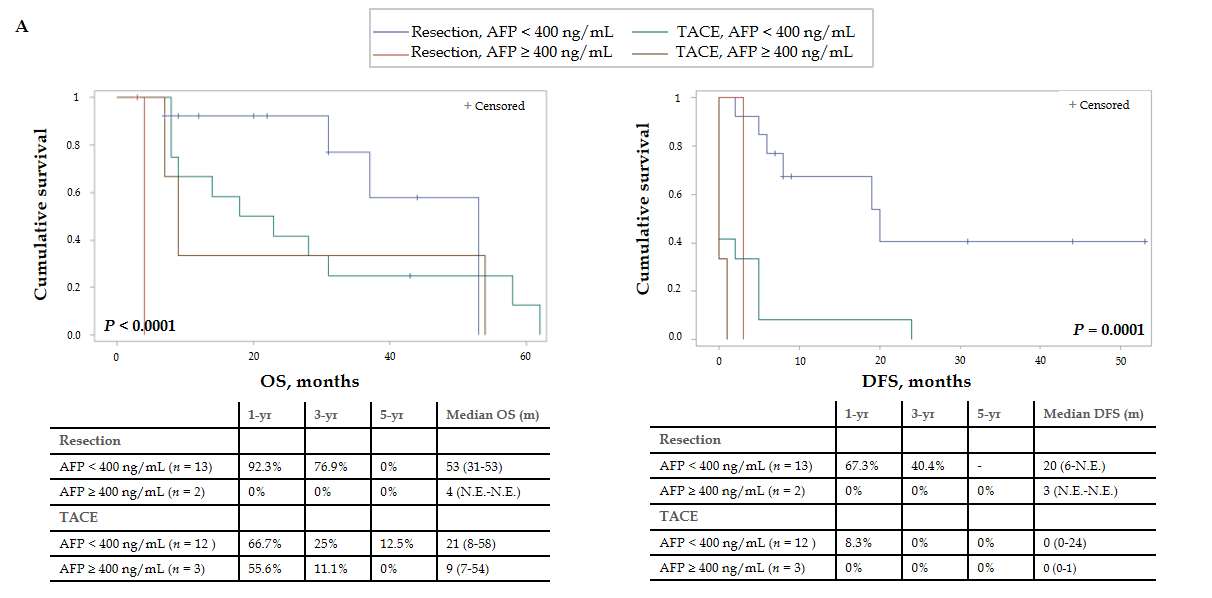 A
Resection, AFP < 400 ng/mL TACE, AFP < 400 ng/mL
Resection, AFP ≥ 400 ng/mL TACE, AFP ≥ 400 ng/mL
Cumulative survival
1
0.8
0.6
0.4
0.2
0.0
+ Censored
P < 0.0001
0 20 40 60
OS, months
1-yr 3-yr 5-yr Median OS (m)
Resection
AFP < 400 ng/mL (n = 13) 92.3% 76.9% 0% 53 (31-53)
AFP ≥ 400 ng/mL (n = 2) 0% 0% 0% 4 (N.E.-N.E.)
TACE
AFP < 400 ng/mL (n = 12 ) 66.7% 25% 12.5% 21 (8-58)
AFP ≥ 400 ng/mL (n = 3) 55.6% 11.1% 0% 9 (7-54)
Cumulative survival
1
0.8
0.6
0.4
0.2
0.0
+ Censored
P = 0.0001
0 10 20 30 40 50
DFS, months
1-yr 3-yr 5-yr Median DFS (m)
Resection
AFP < 400 ng/mL (n = 13) 67.3% 40.4% - 20 (6-N.E.)
AFP ≥ 400 ng/mL (n = 2) 0% 0% 0% 3 (N.E.-N.E.)
TACE
AFP < 400 ng/mL (n = 12 ) 8.3% 0% 0% 0 (0-24)
AFP ≥ 400 ng/mL (n = 3) 0% 0% 0% 0 (0-1)